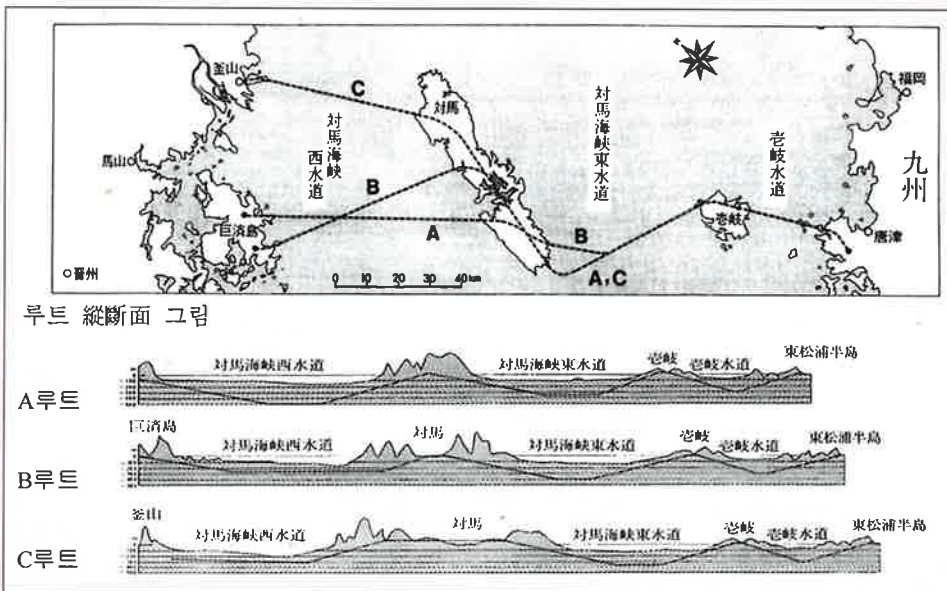 釜山
C
対馬
福岡
対馬海峡
西水道
対馬海峡東水道
壱岐水道
九州
馬山
B
巨済島
A
B
壱岐
唐津
晋州
0 10 20 30 40 km
A,C
루트 縱斷面 그림
対馬海峡西水道 対馬海峡東水道 壱岐 壱岐水道 東松浦半島
A루트
巨済島 対馬海峡西水道 対馬 対馬海峡東水道 壱岐 壱岐水道 東松浦半島
B루트
釜山 対馬海峡西水道 対馬 対馬海峡東水道 壱岐 壱岐水道 東松浦半島
C루트